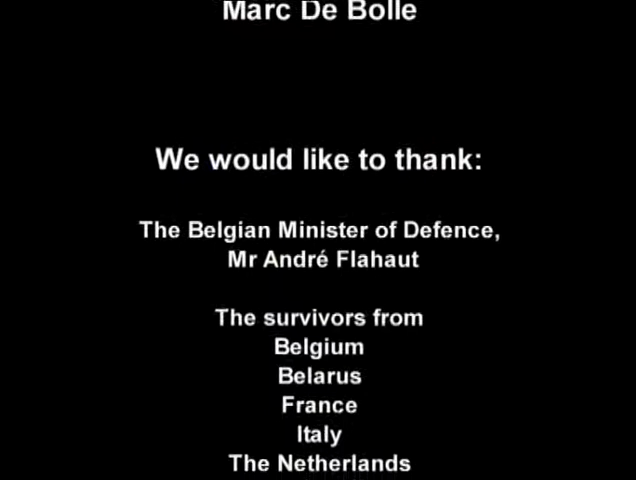 Marc De Bolle
We would like to thank:
The Belgian Minister of Defence,
Mr André Flahaut
The survivors from
Belgium
Belarus
France
Italy
The Netherlands